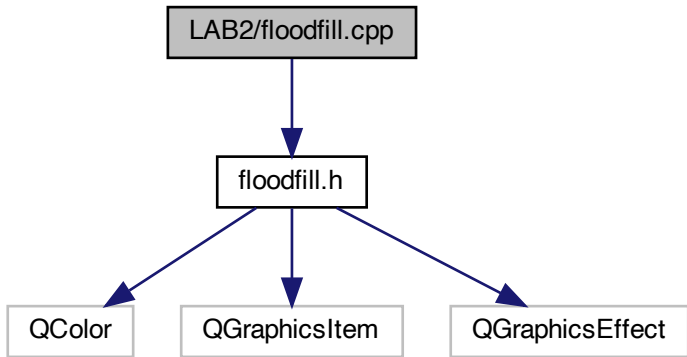 LAB2/floodfill.cpp
floodfill.h
QColor
QGraphicsItem
QGraphicsEffect